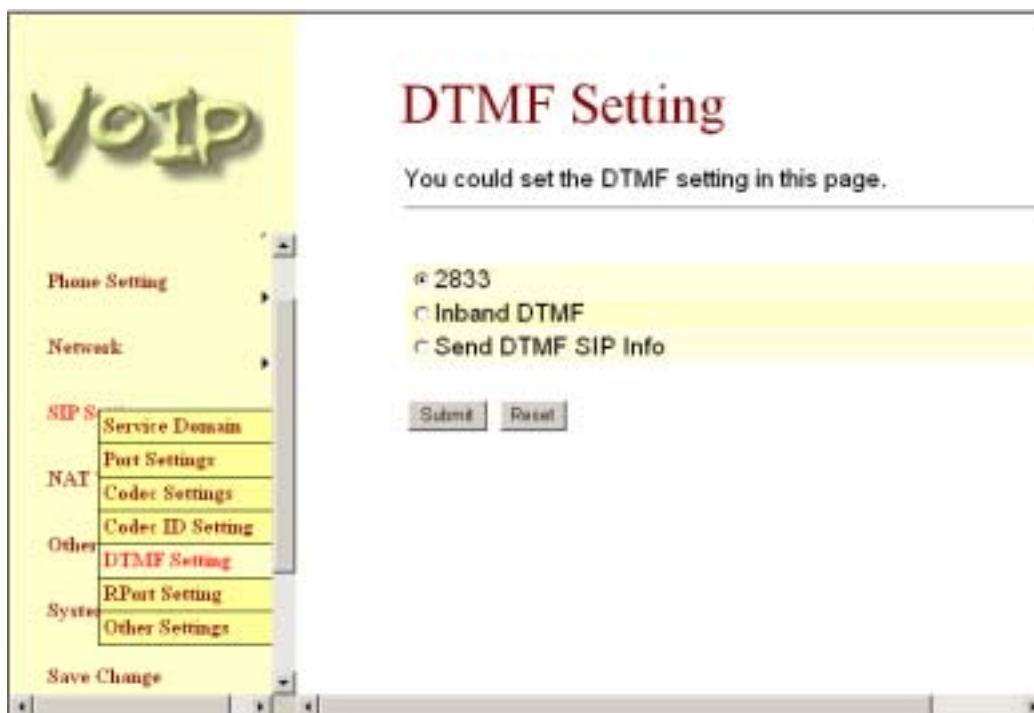 VOIP
DTMF Setting
You could set the DTMF setting in this page.
2833
Inband DTMF
Send DTMF SIP Info
Submit Reset
Phone Setting
Network
SIP
Service Domain
Port Settings
NAT
Codec Settings
Codec ID Setting
Other
DTMF Setting
RPort Setting
Other Settings
Save Change